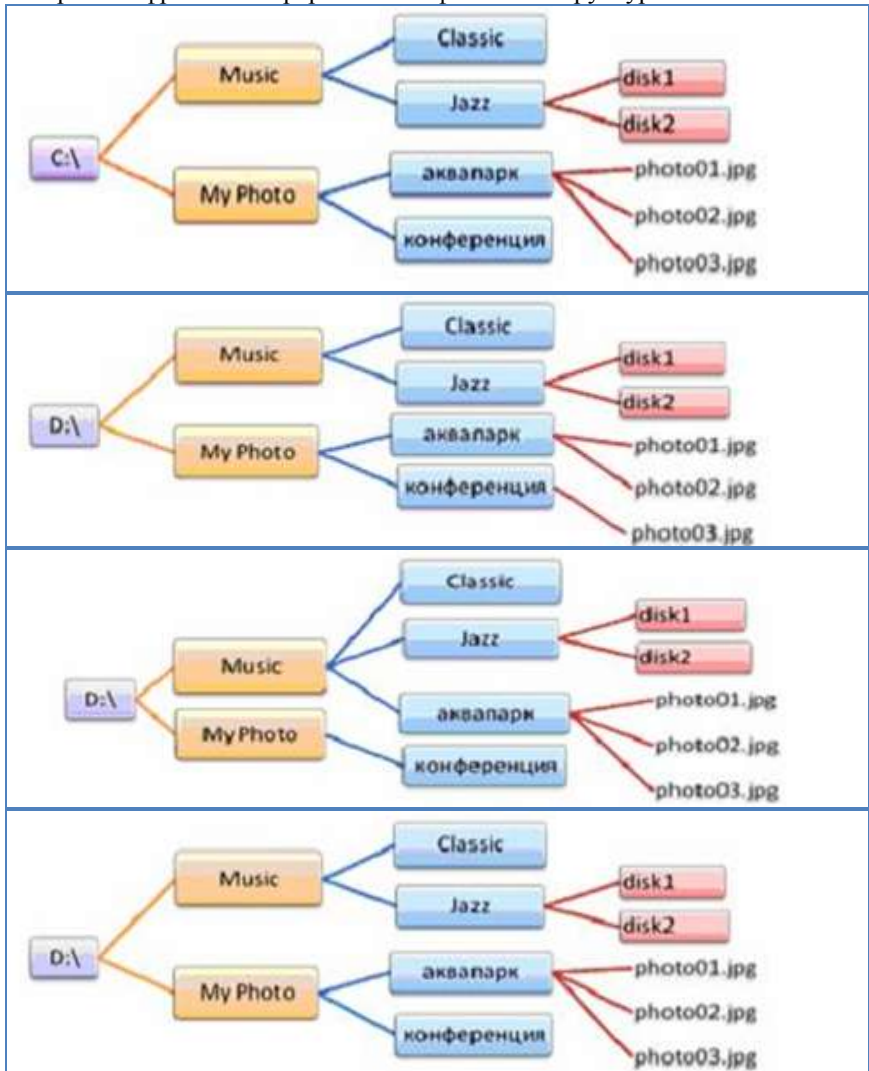 Classic
Music
disk1
Jazz
disk2
C:\
аквапарк
photo01.jpg
My Photo
photo02.jpg
конференция
photo03.jpg
Classic
Music
disk1
Jazz
disk2
D:\
аквапарк
photo01.jpg
My Photo
photo02.jpg
конференция
photo03.jpg
Classic
disk1
Jazz
disk2
Music
D:\
photo01.jpg
аквапарк
My Photo
photo02.jpg
конференция
photo03.jpg
Classic
Music
disk1
Jazz
disk2
D:\
аквапарк
photo01.jpg
My Photo
photo02.jpg
конференция
photo03.jpg